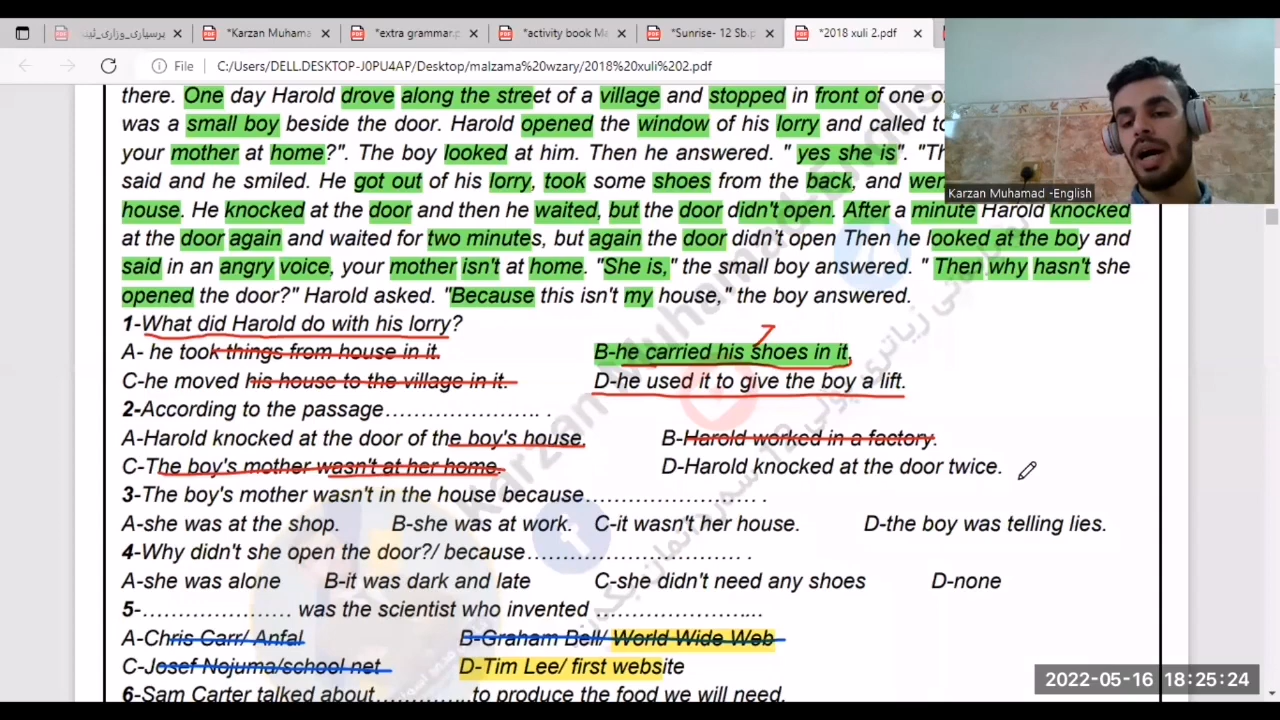 پرسیاری_وزاری_ئینگ
*Karzan Muhama
*extra grammar.p
*activity book Ma
*Sunrise- 12 Sb.p
*2018 xuli 2.pdf
File C:/Users/DELL.DESKTOP-J0PU4AP/Desktop/malzama%20wzary/2018%20xuli%202.pdf
Karzan Muhamad -English
there. One day Harold drove along the street of a village and stopped in front of one of
was a small boy beside the door. Harold opened the window of his lorry and called to
your mother at home?". The boy looked at him. Then he answered. " yes she is". "Th
said and he smiled. He got out of his lorry, took some shoes from the back, and wen
house. He knocked at the door and then he waited, but the door didn't open. After a minute Harold knocked
at the door again and waited for two minutes, but again the door didn't open Then he looked at the boy and
said in an angry voice, your mother isn't at home. "She is," the small boy answered. " Then why hasn't she
opened the door?" Harold asked. "Because this isn't my house," the boy answered.
1-What did Harold do with his lorry?
A- he took things from house in it. B-he carried his shoes in it,
C-he moved his house to the village in it. D-he used it to give the boy a lift.
2-According to the passage…………………. .
A-Harold knocked at the door of the boy's house, B-Harold worked in a factory.
C-The boy's mother wasn't at her home. D-Harold knocked at the door twice.
3-The boy's mother wasn't in the house because……………………. .
A-she was at the shop. B-she was at work. C-it wasn't her house. D-the boy was telling lies.
4-Why didn't she open the door?/ because…………………………. .
A-she was alone B-it was dark and late C-she didn't need any shoes D-none
5-………………… was the scientist who invented …………………...
A-Chris Carr/ Anfal B-Graham Bell/ World Wide Web
C-Josef Nojuma/school net D-Tim Lee/ first website
6-Sam Carter talked about…………..to produce the food we will need.
Karzan Muhamad-English
2022-05-16 18:25:24